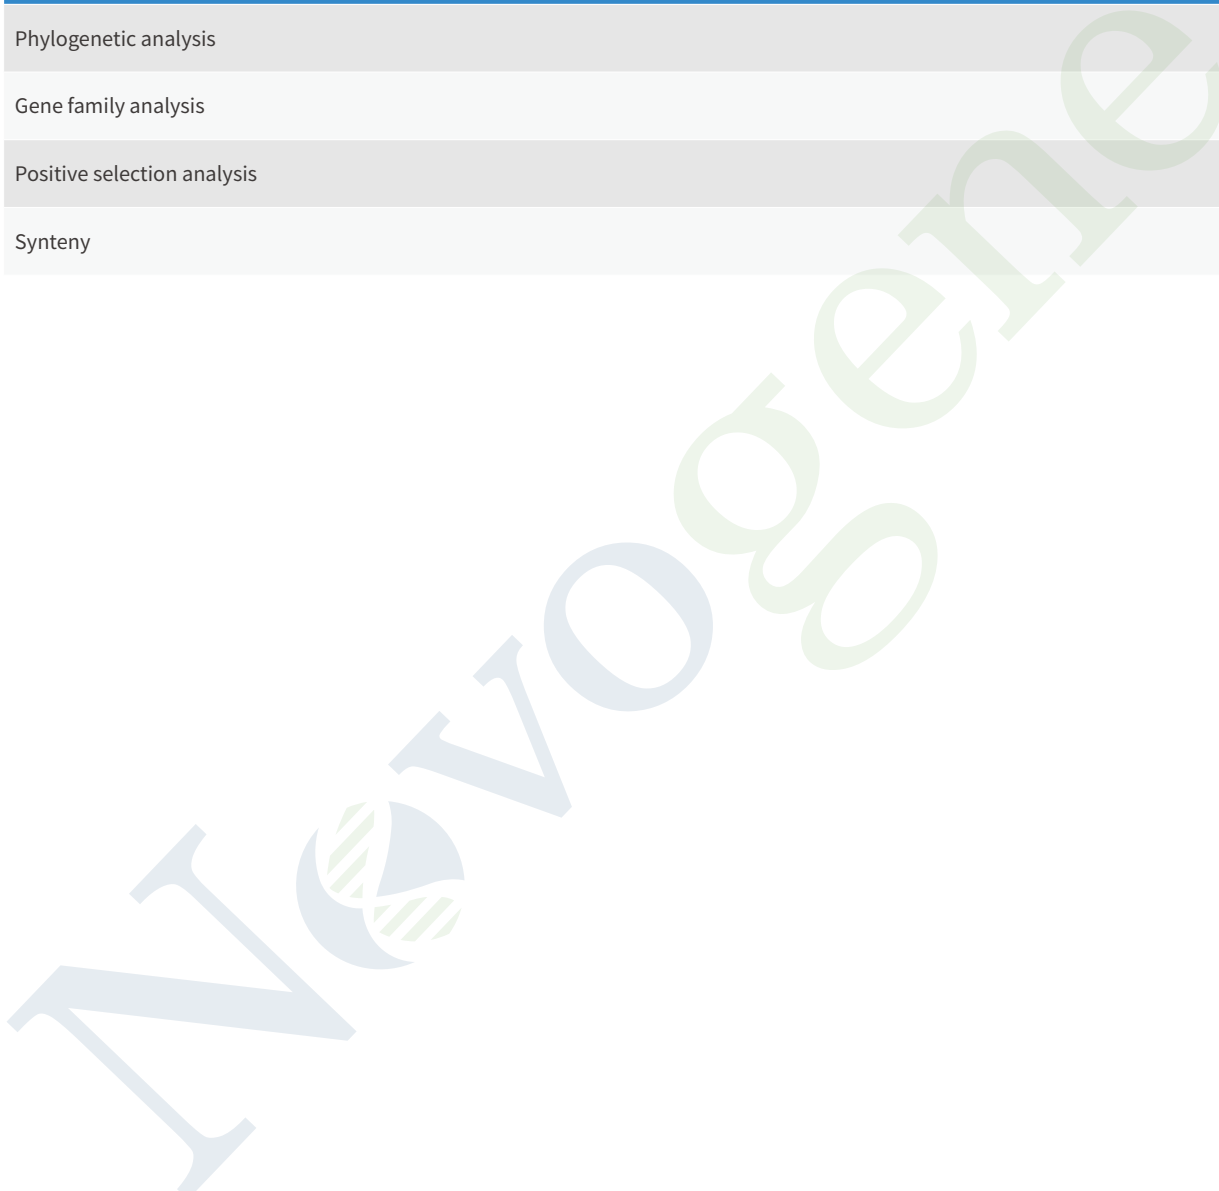 Phylogenetic analysis
Gene family analysis
Positive selection analysis
Synteny
Novogene